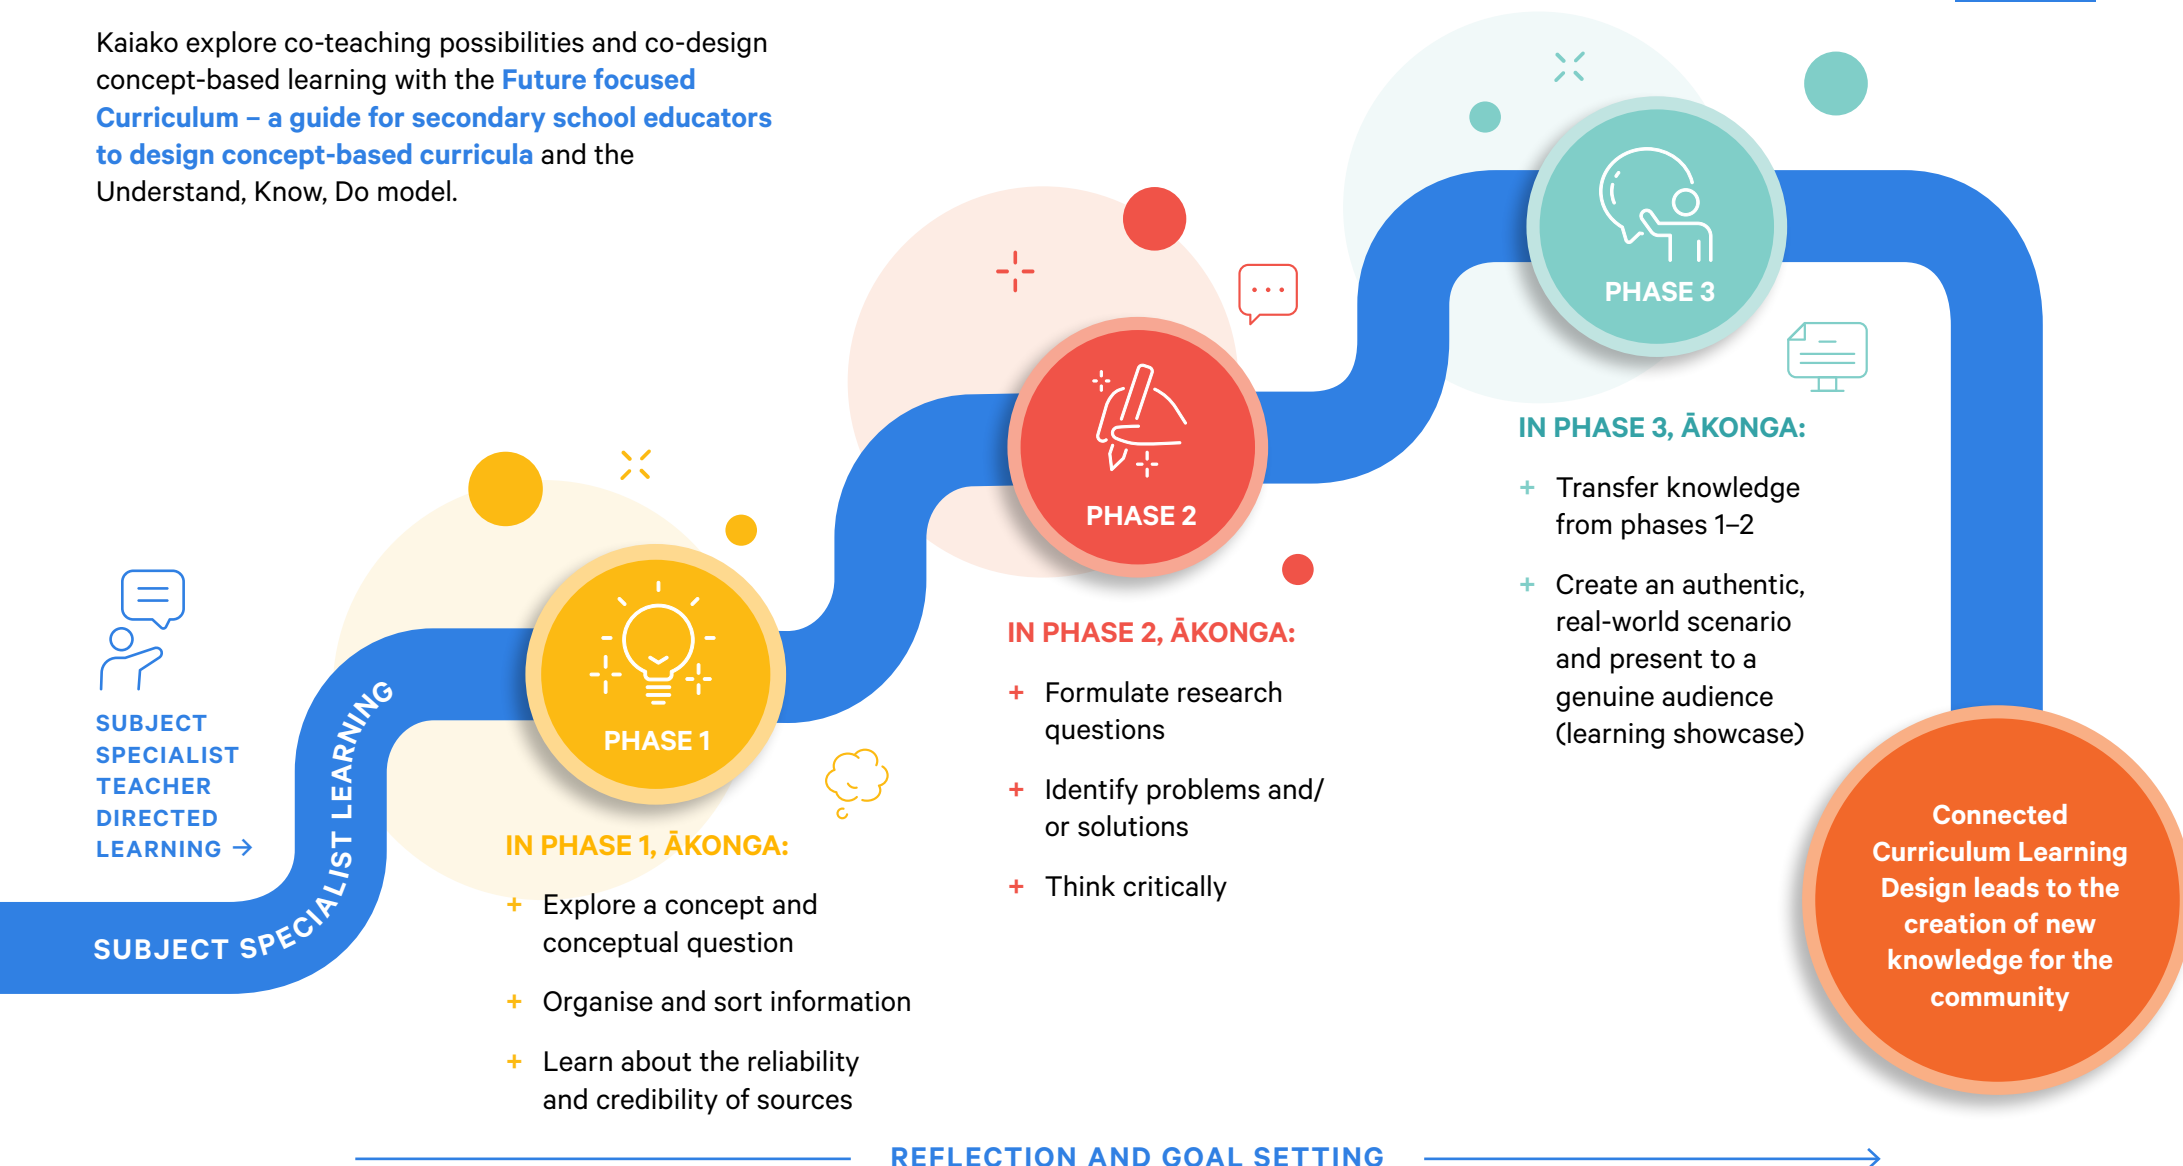 Kaiako explore co-teaching possibilities and co-design
concept-based learning with the Future focused
Curriculum – a guide for secondary school educators
to design concept-based curricula and the
Understand, Know, Do model.
SUBJECT
SPECIALIST
TEACHER
DIRECTED
LEARNING →
SUBJECT SPECIALIST LEARNING
PHASE 1
IN PHASE 1, ĀKONGA:
+ Explore a concept and
conceptual question
+ Organise and sort information
+ Learn about the reliability
and credibility of sources
PHASE 2
IN PHASE 2, ĀKONGA:
+ Formulate research
questions
+ Identify problems and/
or solutions
+ Think critically
PHASE 3
IN PHASE 3, ĀKONGA:
+ Transfer knowledge
from phases 1–2
+ Create an authentic,
real-world scenario
and present to a
genuine audience
(learning showcase)
Connected
Curriculum Learning
Design leads to the
creation of new
knowledge for the
community
REFLECTION AND GOAL SETTING